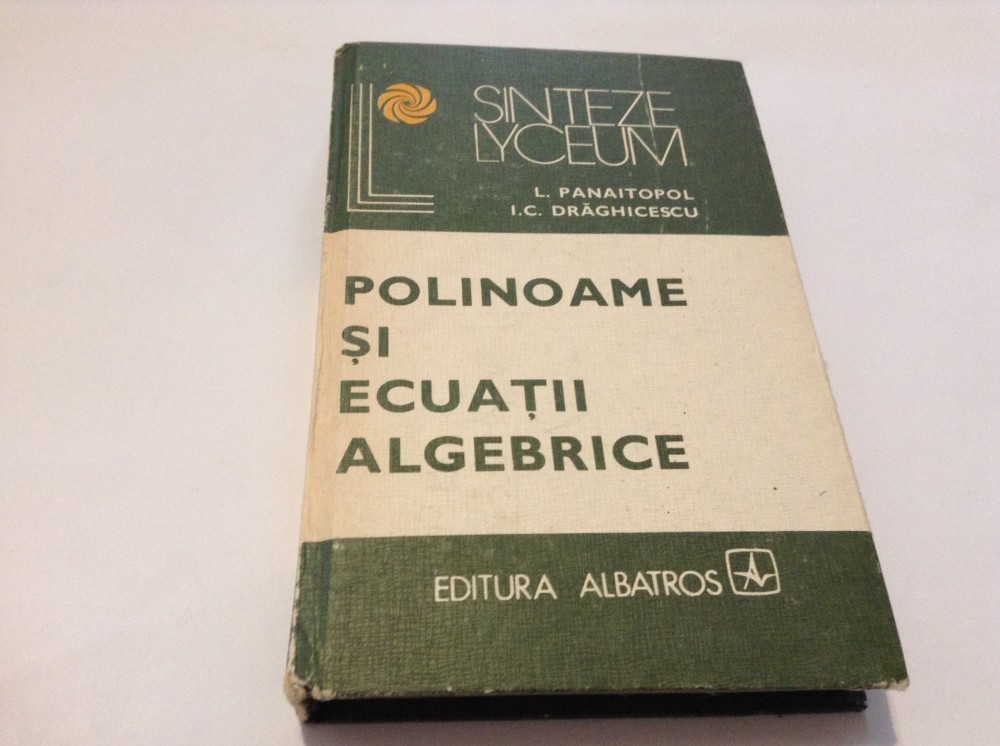 SINTEZE
LYCEUM
L. PANAITOPOL
I.C. DRĂGHICESCU
POLINOAME
ȘI
ECUAȚII
ALGEBRICE
EDITURA ALBATROS